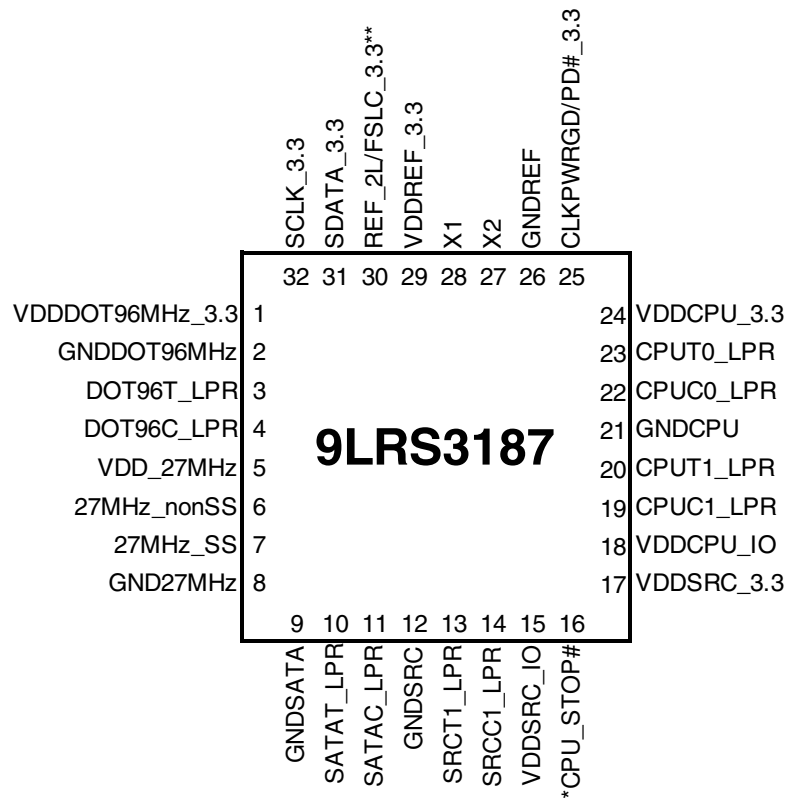 SCLK_3.3
SDATA_3.3
REF_2L/FSLC_3.3**
VDDREF_3.3
X1
X2
GNDREF
CLKPWRGD/PD#_3.3
32 31 30 29 28 27 26 25
VDDDOT96MHz_3.3 1
GNDDOT96MHz 2
DOT96T_LPR 3
DOT96C_LPR 4
VDD_27MHz 5
27MHz_nonSS 6
27MHz_SS 7
GND27MHz 8
9LRS3187
24 VDDCPU_3.3
23 CPUT0_LPR
22 CPUC0_LPR
21 GNDCPU
20 CPUT1_LPR
19 CPUC1_LPR
18 VDDCPU_IO
17 VDDSRC_3.3
9 10 11 12 13 14 15 16
GNDSATA
SATAT_LPR
SATAC_LPR
GNDSRC
SRCT1_LPR
SRCC1_LPR
VDDSRC_IO
*CPU_STOP#